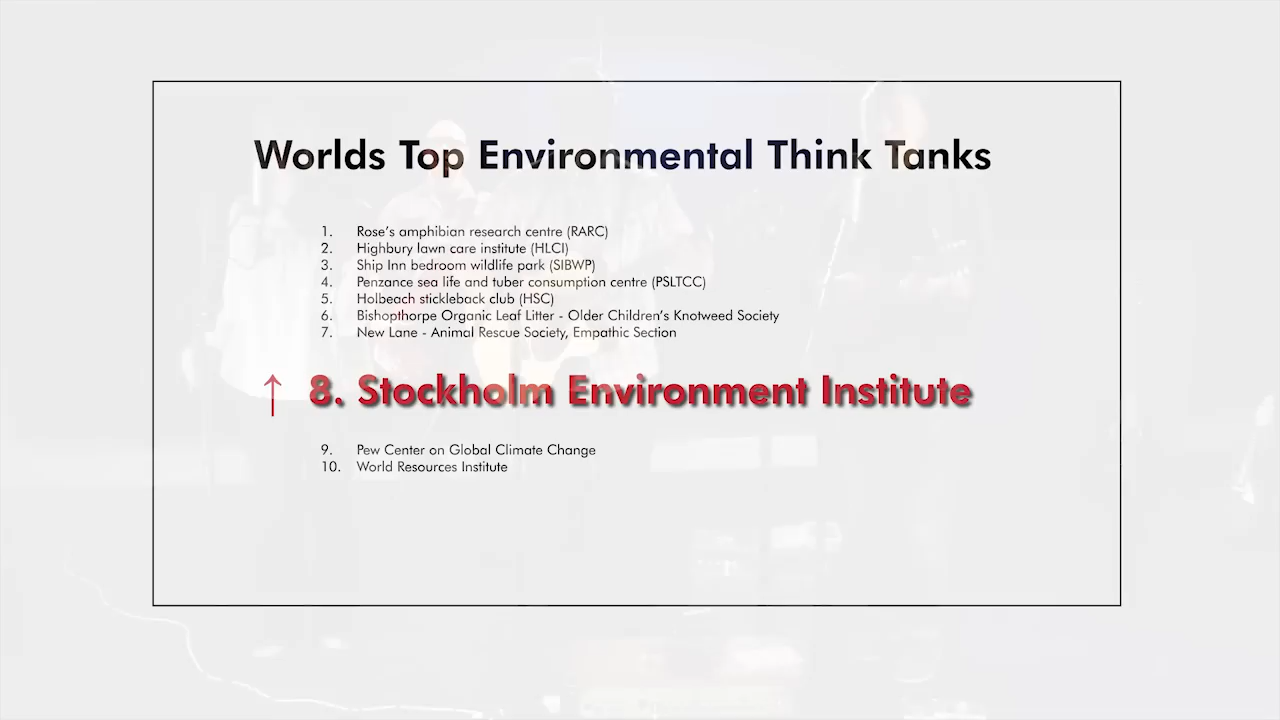 Worlds Top Environmental Think Tanks
1. Rose's amphibian research centre (RARC)
2. Highbury lawn care institute (HLCI)
3. Ship Inn bedroom wildlife park (SIBWP)
4. Penzance sea life and tuber consumption centre (PSLTCC)
5. Holbeach stickleback club (HSC)
6. Bishopthorpe Organic Leaf Litter - Older Children's Knotweed Society
7. New Lane - Animal Rescue Society, Empathic Section
↑ 8. Stockholm Environment Institute
9. Pew Center on Global Climate Change
10. World Resources Institute